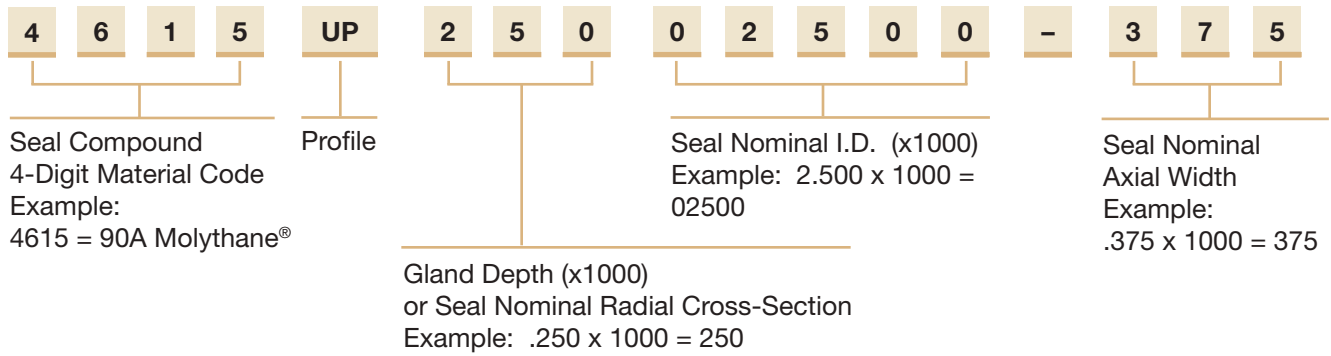 4 6 1 5 UP 2 5 0 0 2 5 0 0 – 3 7 5
Seal Compound
4-Digit Material Code
Example:
4615 = 90A Molythane®
Profile
Gland Depth (x1000)
or Seal Nominal Radial Cross-Section
Example: .250 x 1000 = 250
Seal Nominal I.D. (x1000)
Example: 2.500 x 1000 =
02500
Seal Nominal
Axial Width
Example:
.375 x 1000 = 375